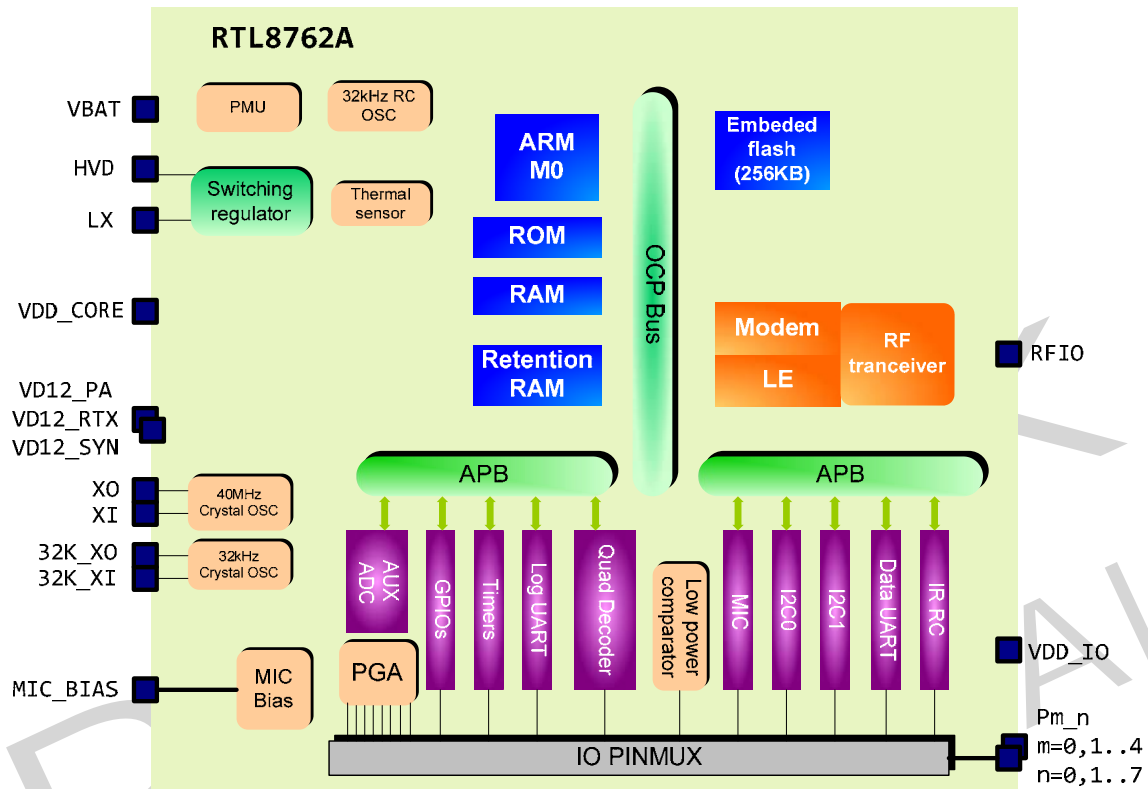 RTL8762A
VBAT
HVD
LX
VDD_CORE
VD12_PA
VD12_RTX
VD12_SYN
XO
XI
32K_XO
32K_XI
MIC_BIAS
PMU
32kHz RC
OSC
Switching
regulator
Thermal
sensor
40MHz
Crystal OSC
32kHz
Crystal OSC
MIC
Bias
ARM
M0
ROM
RAM
Retention
RAM
OCP Bus
Embeded
flash
(256KB)
Modem
LE
RF
tranceiver
RFIO
APB
APB
AUX
ADC
GPIOs
Timers
Log UART
Quad Decoder
Low power
comparator
MIC
I2C0
I2C1
Data UART
IR RC
PGA
IO PINMUX
VDD_IO
Pm_n
m=0,1..4
n=0,1..7